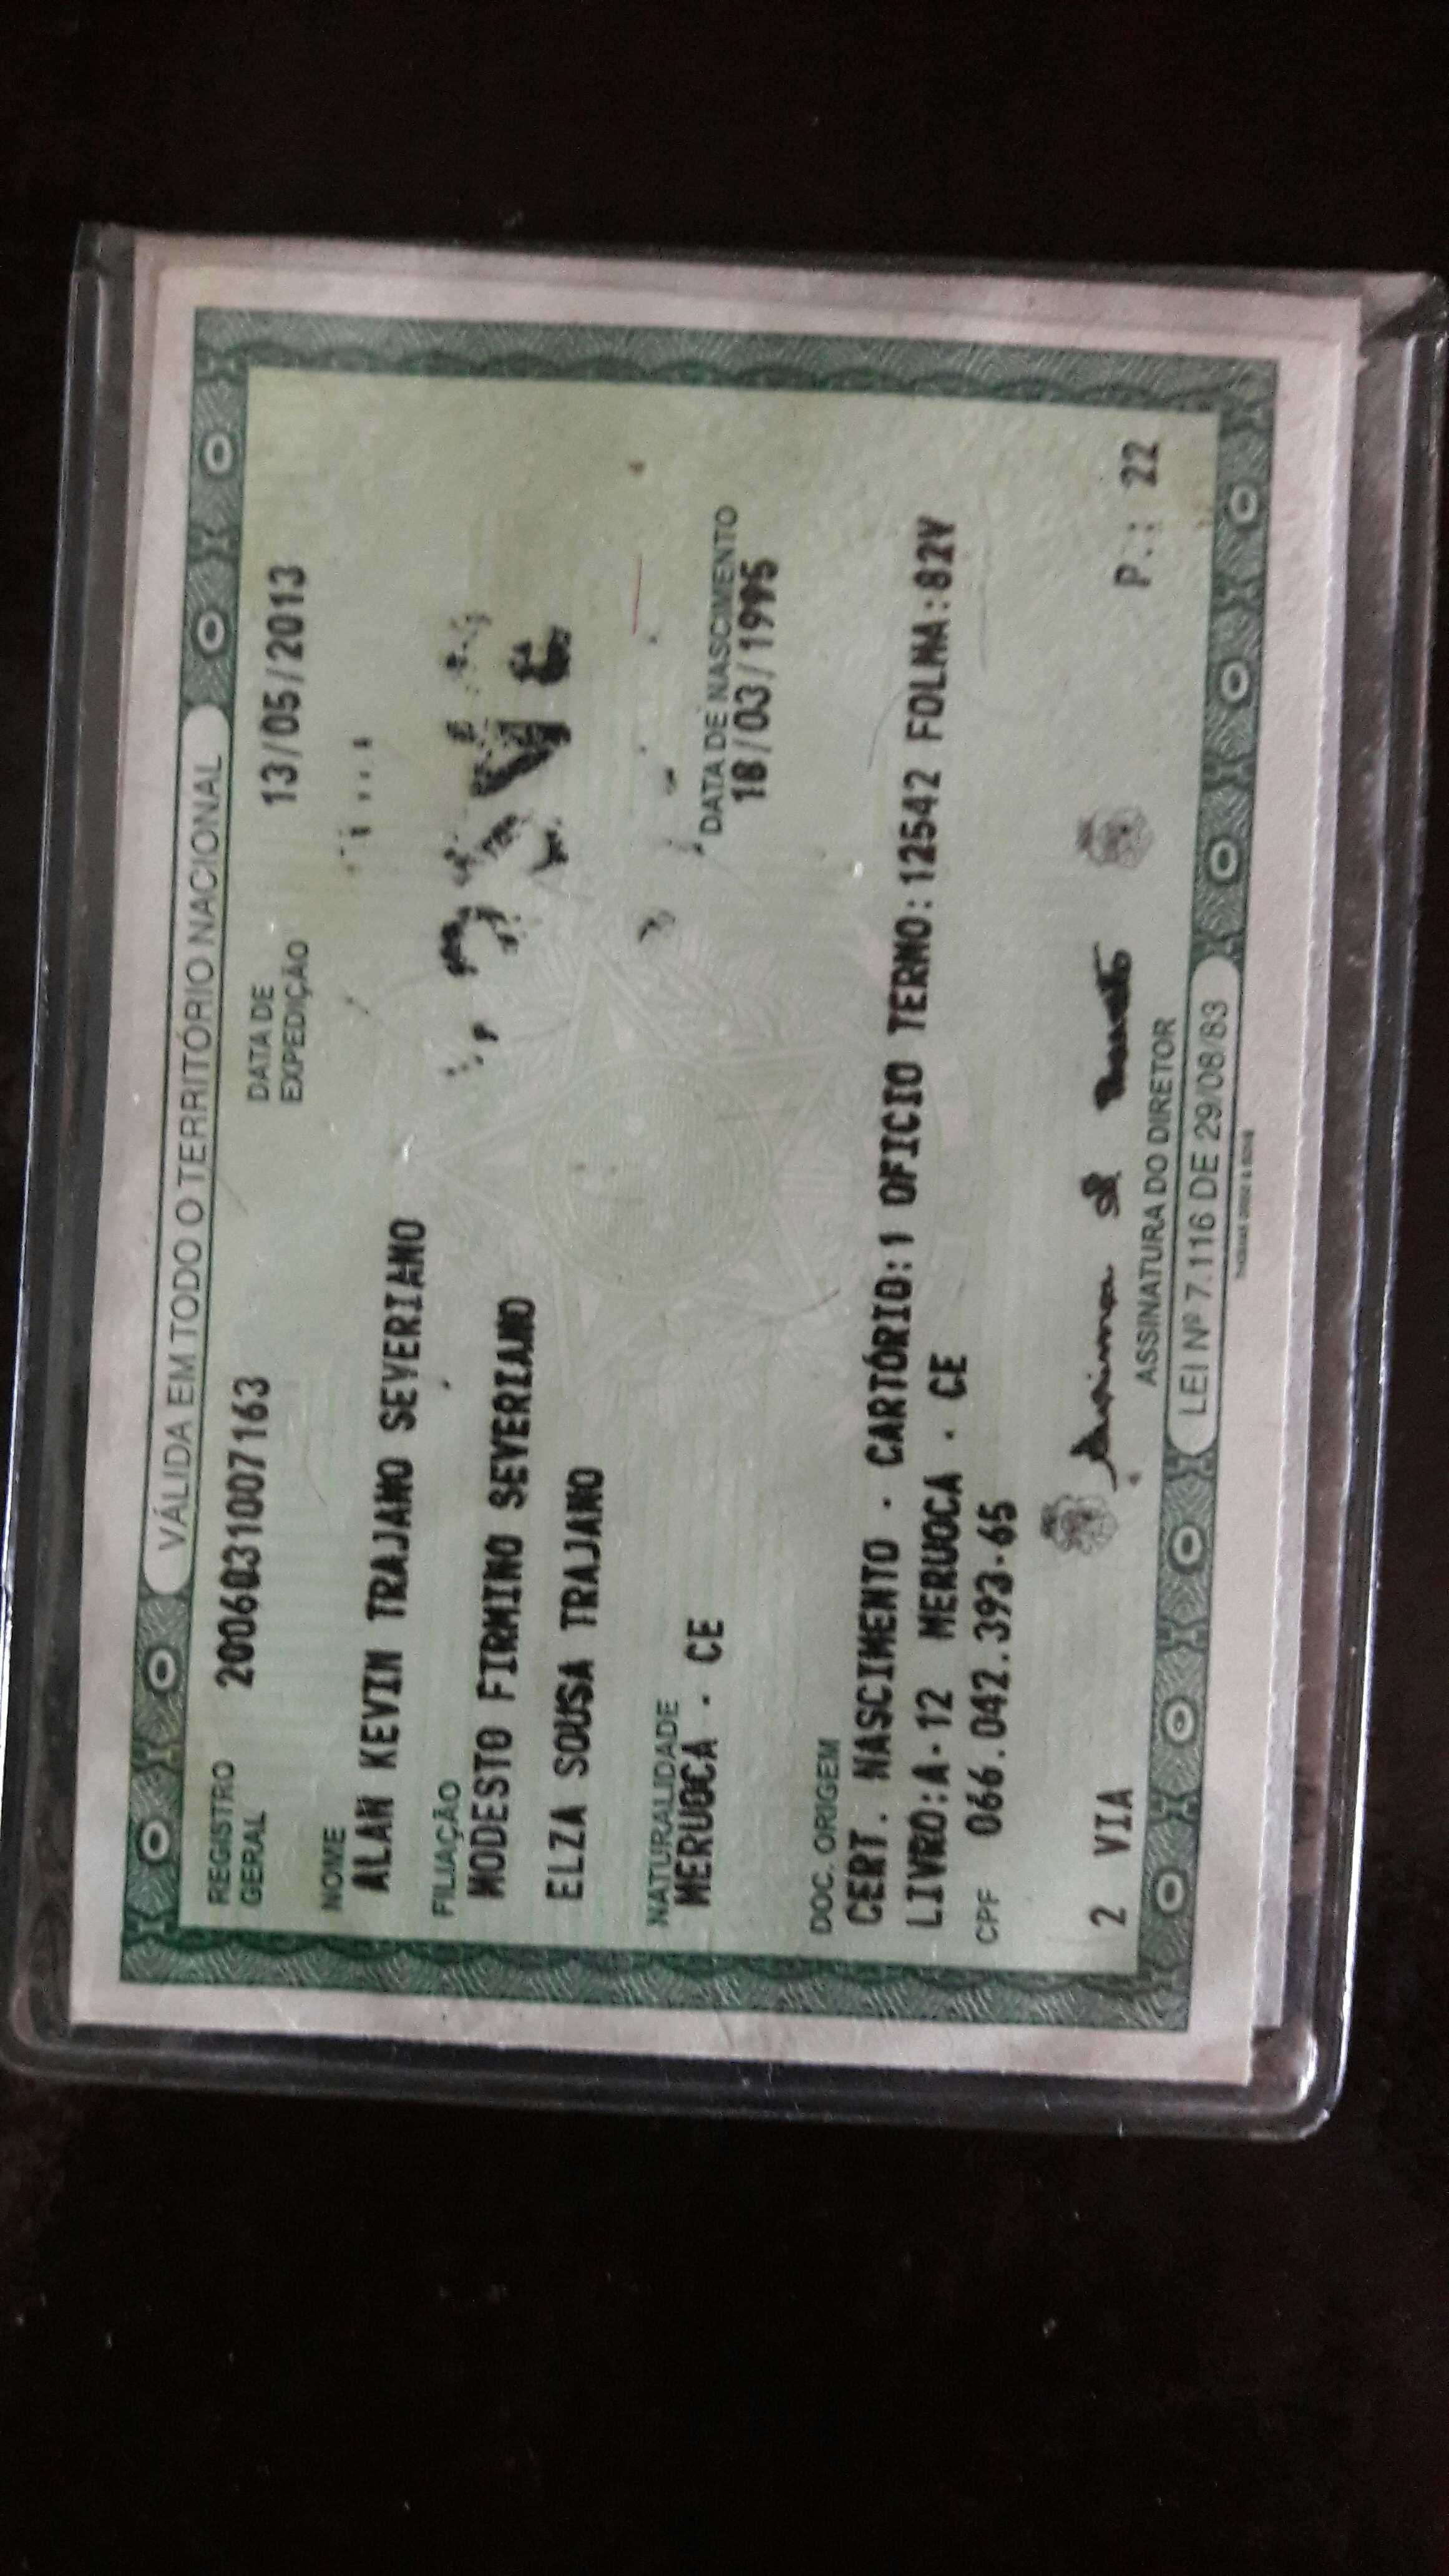 VÁLIDA EM TODO O TERRITÓRIO NACIONAL
REGISTRO GERAL 2006031007163 DATA DE EXPEDIÇÃO 13/05/2013
NOME
ALAN KEVIN TRAJANO SEVERIANO
FILIAÇÃO
MODESTO FIRMINO SEVERIANO
ELZA SOUSA TRAJANO
NATURALIDADE DATA DE NASCIMENTO
MERUOCA - CE 18/03/1995
DOC. ORIGEM
CERT. NASCIMENTO - CARTÓRIO:1 OFICIO TERMO:12542 FOLHA:82V
LIVRO:A-12 MERUOCA - CE
CPF 066.042.393-65
2 VIA P.: 22
ASSINATURA DO DIRETOR
LEI Nº 7.116 DE 29/08/83